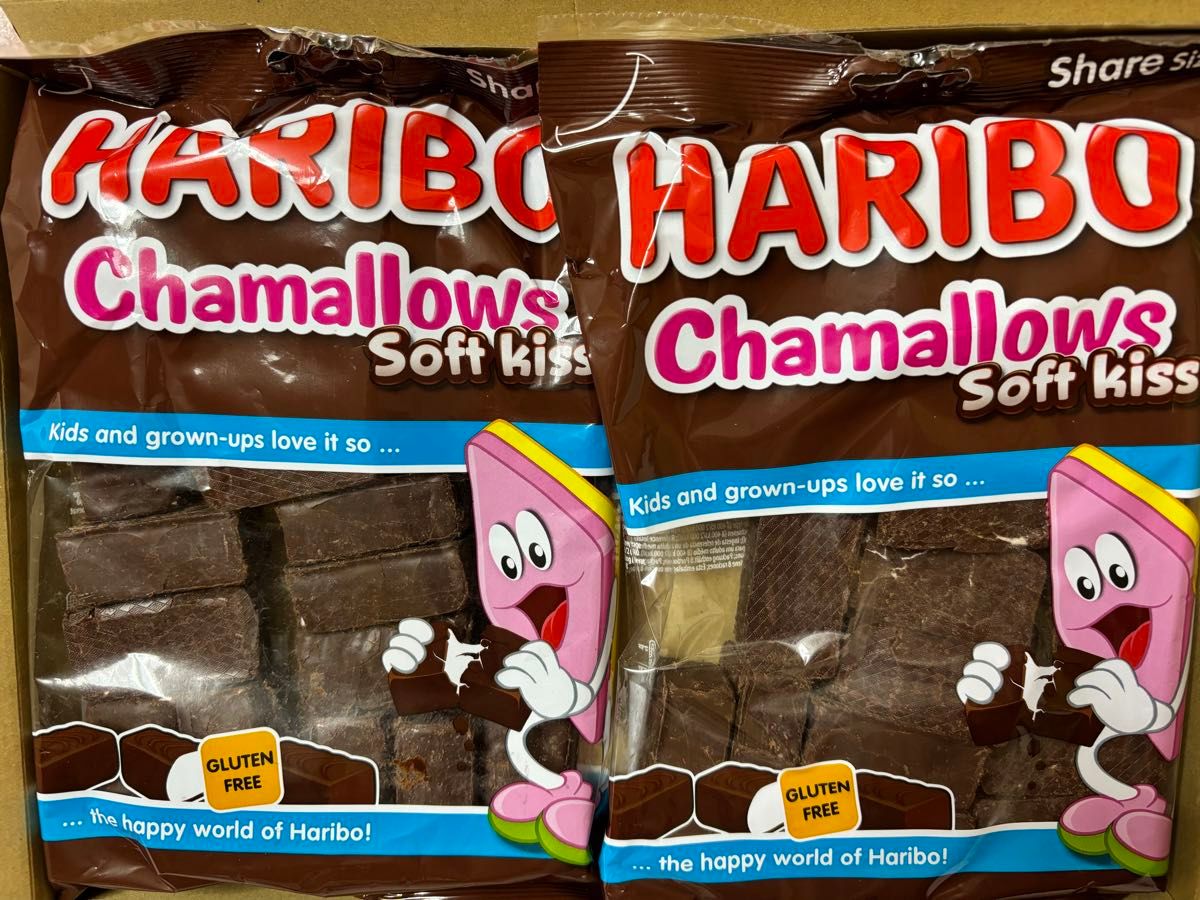 Sha
HARIBO
Chamallows
Soft kiss
Kids and grown-ups love it so ...
GLUTEN
FREE
... the happy world of Haribo!
Share Siz
HARIBO
Chamallows
Soft kiss
Kids and grown-ups love it so ...
GLUTEN
FREE
... the happy world of Haribo!